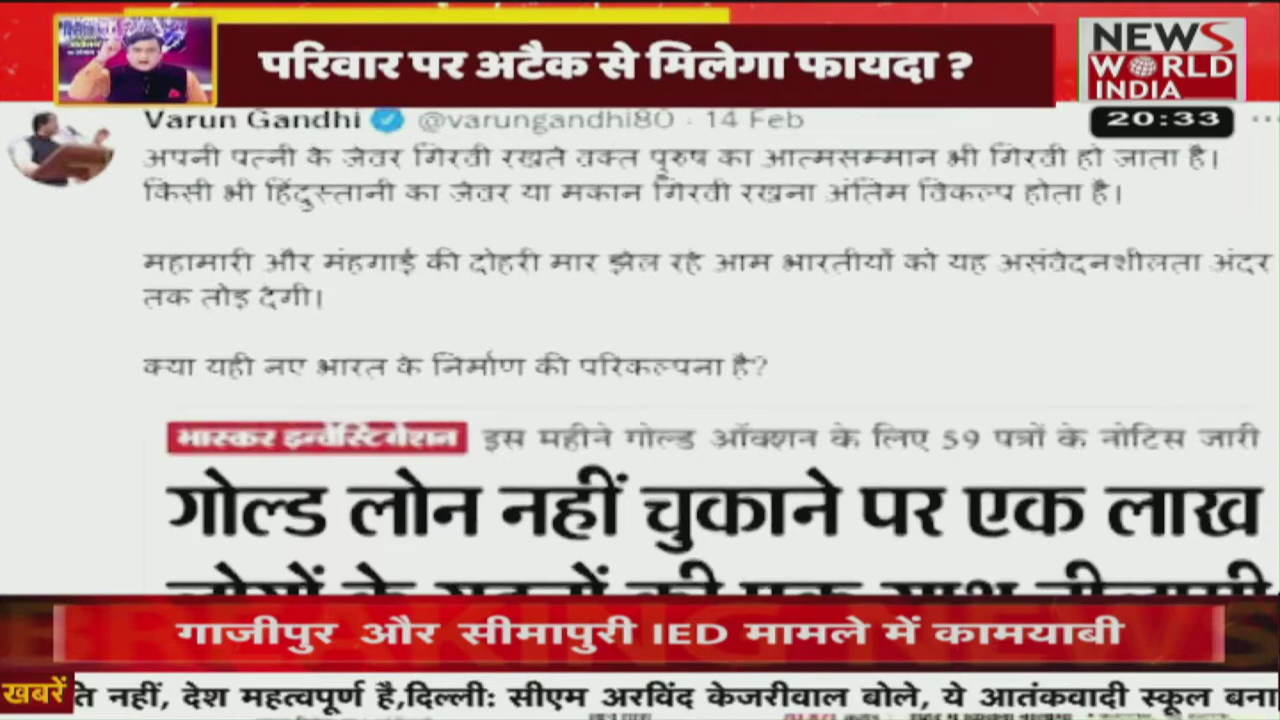 परिवार पर अटैक से मिलेगा फायदा ?
NEWS
WORLD
INDIA
20:33
Varun Gandhi @varungandhi80 · 14 Feb
अपनी पत्नी के जेवर गिरवी रखते वक्त पुरुष का आत्मसम्मान भी गिरवी हो जाता है।
किसी भी हिंदुस्तानी का जेवर या मकान गिरवी रखना अंतिम विकल्प होता है।
महामारी और मंहगाई की दोहरी मार झेल रहे आम भारतीयों को यह असंवेदनशीलता अंदर
तक तोड़ देगी।
क्या यही नए भारत के निर्माण की परिकल्पना है?
भास्कर इन्वेस्टिगेशन इस महीने गोल्ड ऑक्शन के लिए 59 पत्रों के नोटिस जारी
गोल्ड लोन नहीं चुकाने पर एक लाख
लोगों के गहनों की एक साथ नीलामी
गाजीपुर और सीमापुरी IED मामले में कामयाबी
खबरें ति नहीं, देश महत्वपूर्ण है,दिल्ली: सीएम अरविंद केजरीवाल बोले, ये आतंकवादी स्कूल बना